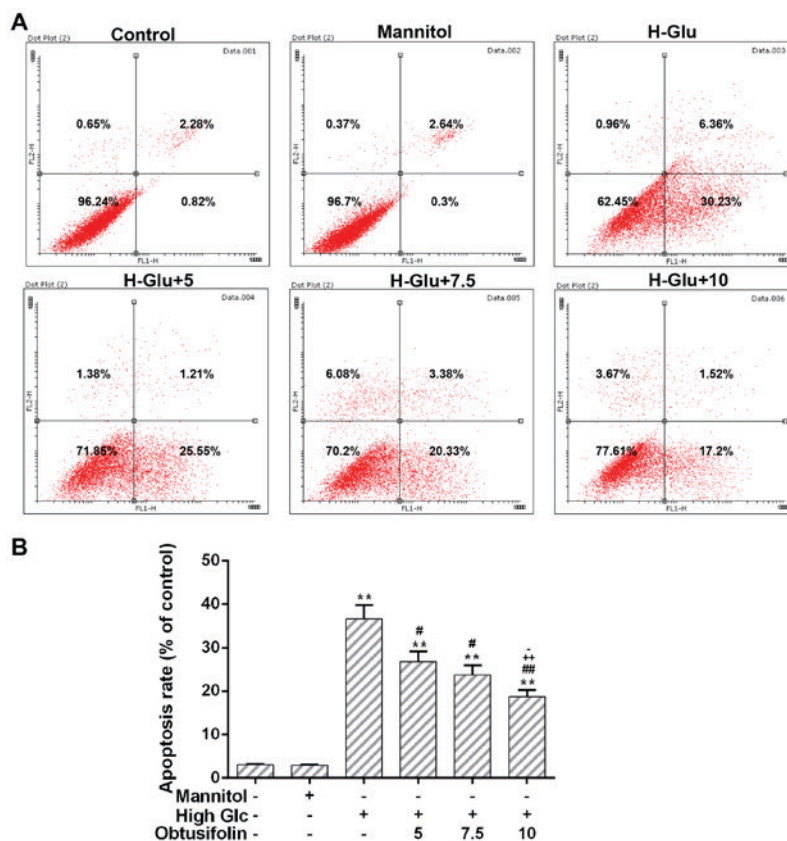 A
Control Mannitol H-Glu
Dot Plot (2) Data.001 Dot Plot (2) Data.002 Dot Plot (2) Data.003
0.65% 2.28% 0.37% 2.64% 0.96% 6.36%
FL2-H FL2-H FL2-H
96.24% 0.82% 96.7% 0.3% 62.45% 30.23%
FL1-H FL1-H FL1-H
H-Glu+5 H-Glu+7.5 H-Glu+10
Dot Plot (2) Data.004 Dot Plot (2) Data.005 Dot Plot (2) Data.006
1.38% 1.21% 6.08% 3.38% 3.67% 1.52%
FL2-H FL2-H FL2-H
71.85% 25.55% 70.2% 20.33% 77.61% 17.2%
FL1-H FL1-H FL1-H
B
Apoptosis rate (% of control)
50
40
30
20
10
0
**
#
**
#
**
-
++
##
**
Mannitol - + - - - -
High Glc - - + + + +
Obtusifolin - - - 5 7.5 10